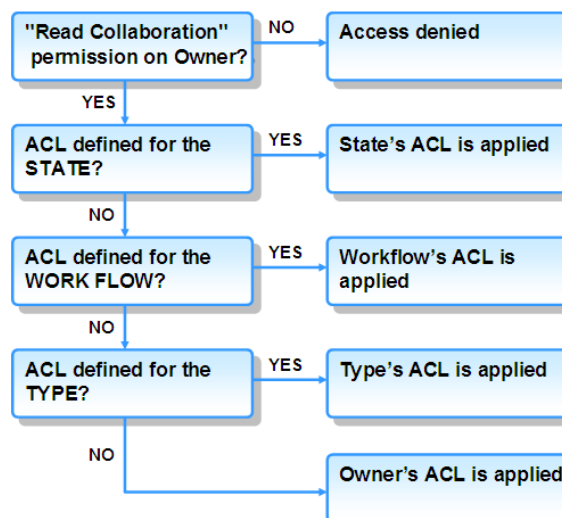 "Read Collaboration"
permission on Owner?
NO
Access denied
YES
ACL defined for the
STATE?
YES
State's ACL is applied
NO
ACL defined for the
WORK FLOW?
YES
Workflow's ACL is
applied
NO
ACL defined for the
TYPE?
YES
Type's ACL is applied
NO
Owner's ACL is applied